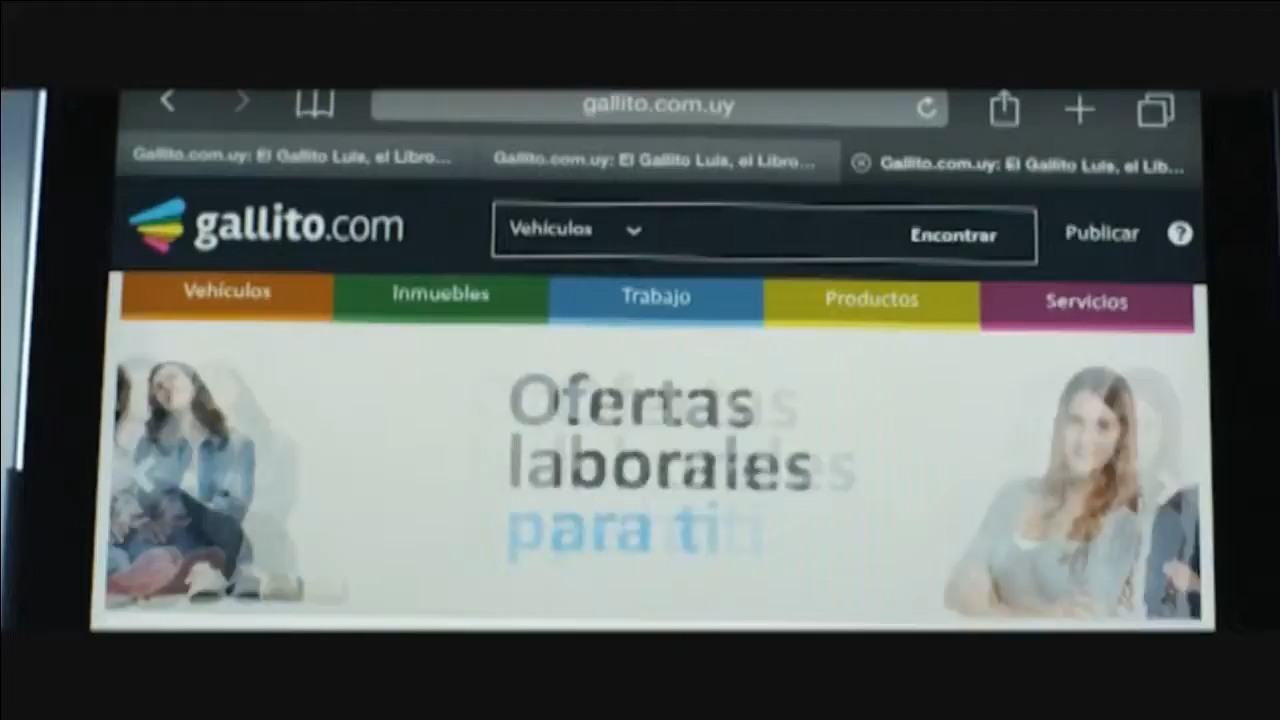 gallito.com.uy
Gallito.com.uy: El Gallito Luis, el Libro... Gallito.com.uy: El Gallito Luis, el Libro... Gallito.com.uy: El Gallito Luis, el Lib...
gallito.com Vehículos Encontrar Publicar ?
Vehículos Inmuebles Trabajo Productos Servicios
Ofertas
laborales
para ti